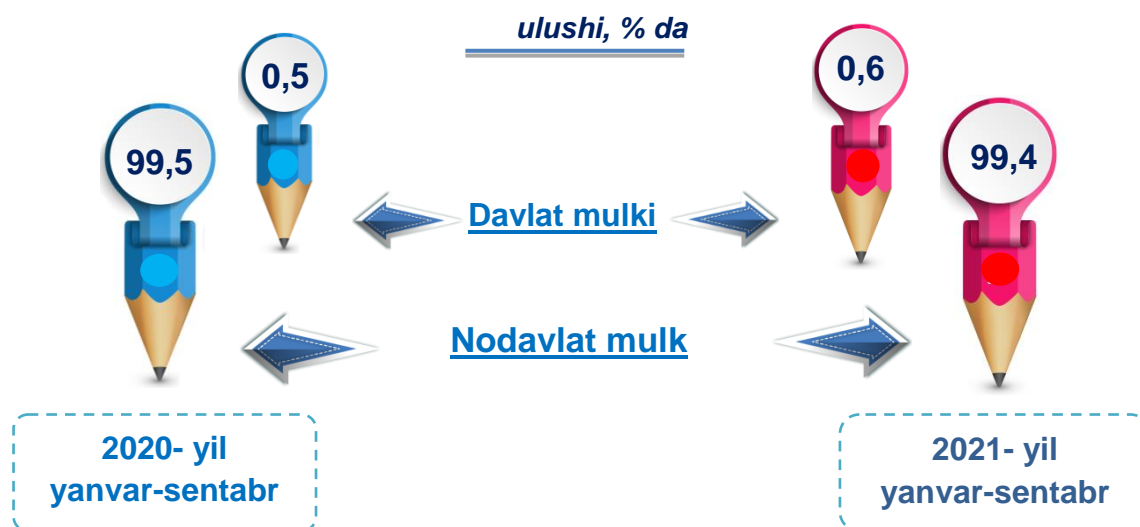 ulushi, % da
0,5
0,6
99,5
99,4
Davlat mulki
Nodavlat mulk
2020- yil
yanvar-sentabr
2021- yil
yanvar-sentabr